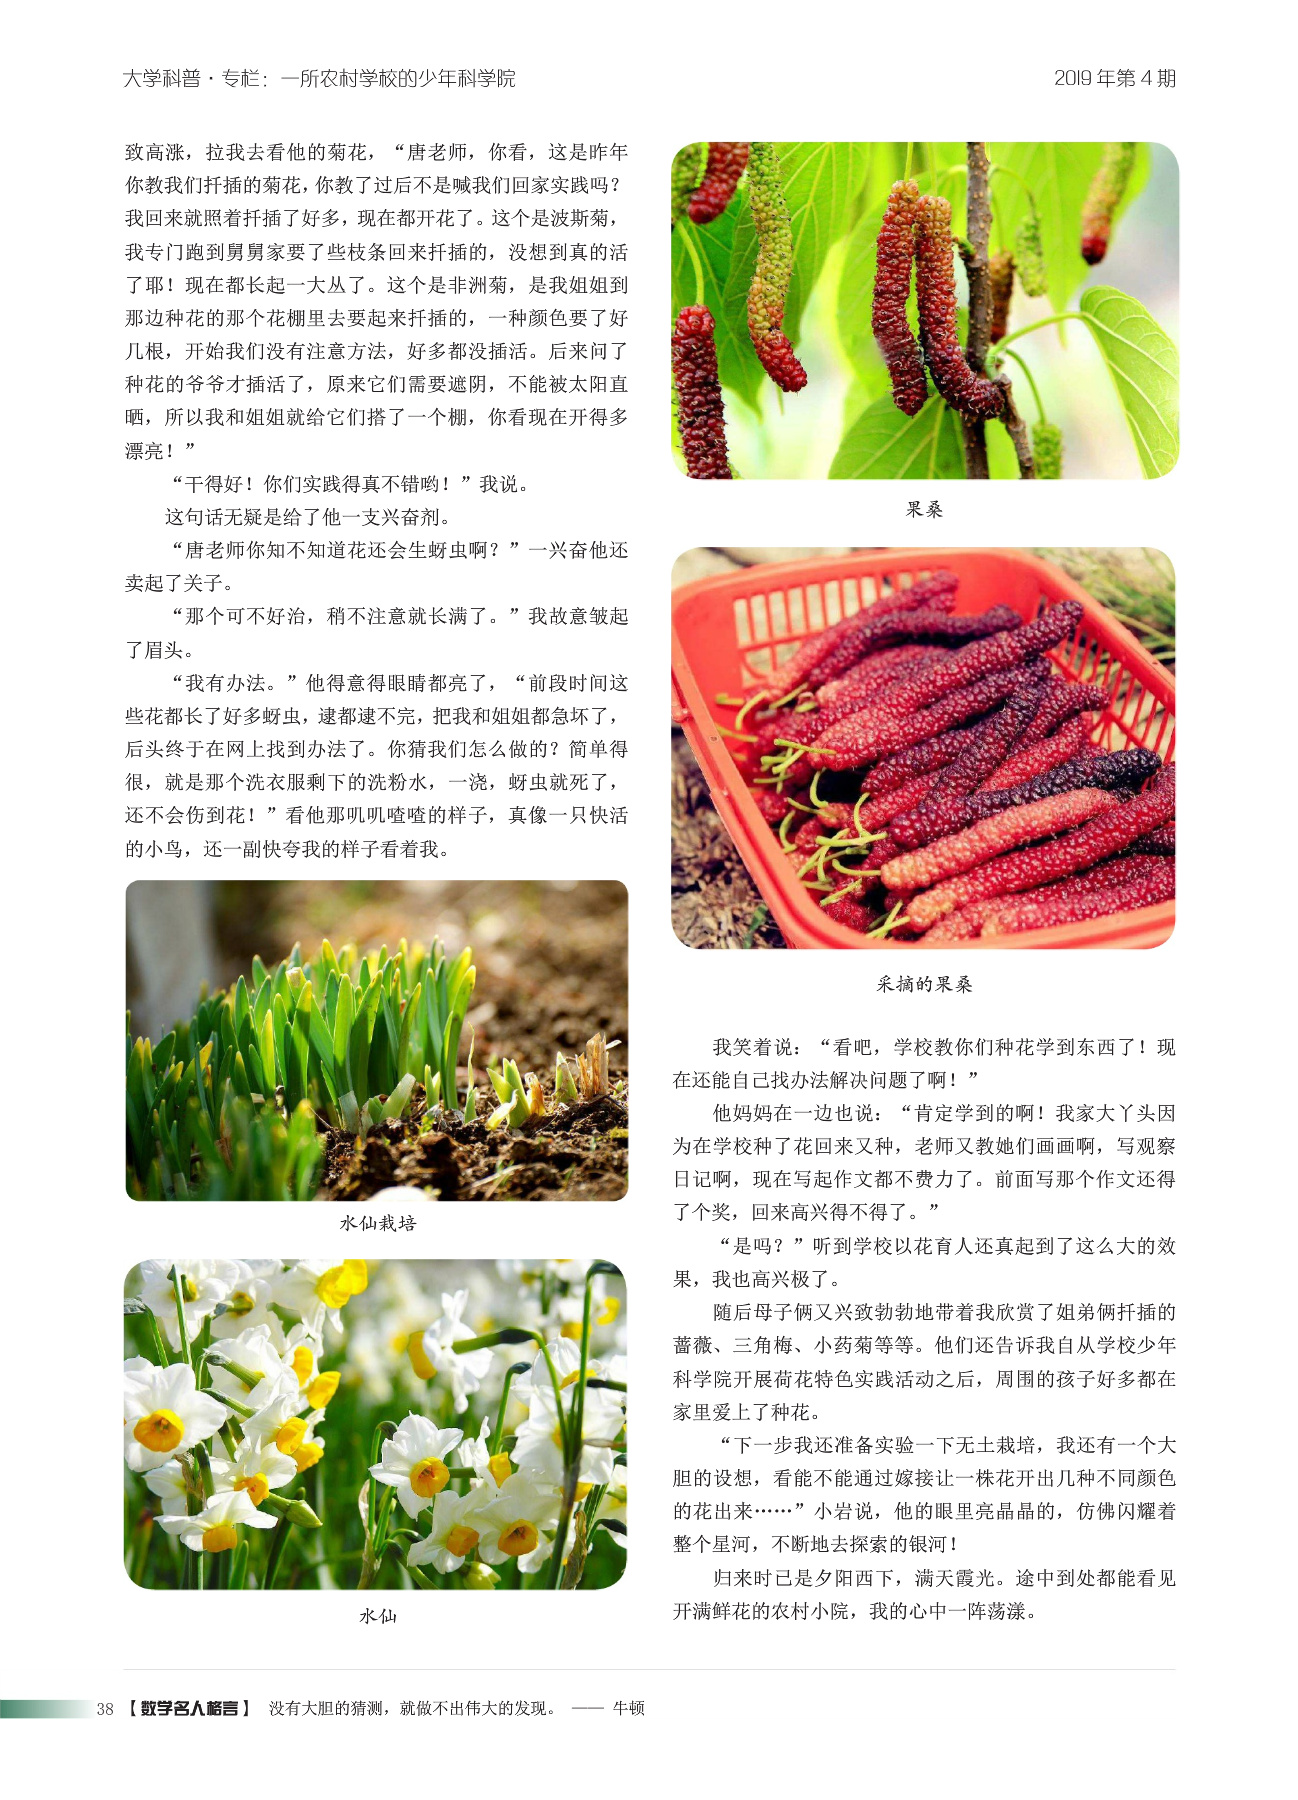 大学科普·专栏：一所农村学校的少年科学院
2019年第4期
致高涨，拉我去看他的菊花，“唐老师，你看，这是昨年
你教我们扦插的菊花，你教了过后不是喊我们回家实践吗？
我回来就照着扦插了好多，现在都开花了。这个是波斯菊，
我专门跑到舅舅家要了些枝条回来扦插的，没想到真的活
了耶！现在都长起一大丛了。这个是非洲菊，是我姐姐到
那边种花的那个花棚里去要起来扦插的，一种颜色要了好
几根，开始我们没有注意方法，好多都没插活。后来问了
种花的爷爷才插活了，原来它们需要遮阴，不能被太阳直
晒，所以我和姐姐就给它们搭了一个棚，你看现在开得多
漂亮！”
“干得好！你们实践得真不错哟！”我说。
这句话无疑是给了他一支兴奋剂。
“唐老师你知不知道花还会生蚜虫啊？”一兴奋他还
卖起了关子。
“那个可不好治，稍不注意就长满了。”我故意皱起
了眉头。
“我有办法。”他得意得眼睛都亮了，“前段时间这
些花都长了好多蚜虫，逮都逮不完，把我和姐姐都急坏了，
后头终于在网上找到办法了。你猜我们怎么做的？简单得
很，就是那个洗衣服剩下的洗粉水，一浇，蚜虫就死了，
还不会伤到花！”看他那叽叽喳喳的样子，真像一只快活
的小鸟，还一副快夸我的样子看着我。
水仙栽培
水仙
果桑
采摘的果桑
我笑着说：“看吧，学校教你们种花学到东西了！现
在还能自己找办法解决问题了啊！”
他妈妈在一边也说：“肯定学到的啊！我家大丫头因
为在学校种了花回来又种，老师又教她们画画啊，写观察
日记啊，现在写起作文都不费力了。前面写那个作文还得
了个奖，回来高兴得不得了。”
“是吗？”听到学校以花育人还真起到了这么大的效
果，我也高兴极了。
随后母子俩又兴致勃勃地带着我欣赏了姐弟俩扦插的
蔷薇、三角梅、小药菊等等。他们还告诉我自从学校少年
科学院开展荷花特色实践活动之后，周围的孩子好多都在
家里爱上了种花。
“下一步我还准备实验一下无土栽培，我还有一个大
胆的设想，看能不能通过嫁接让一株花开出几种不同颜色
的花出来……”小岩说，他的眼里亮晶晶的，仿佛闪耀着
整个星河，不断地去探索的银河！
归来时已是夕阳西下，满天霞光。途中到处都能看见
开满鲜花的农村小院，我的心中一阵荡漾。
38 【数学名人格言】 没有大胆的猜测，就做不出伟大的发现。 —— 牛顿